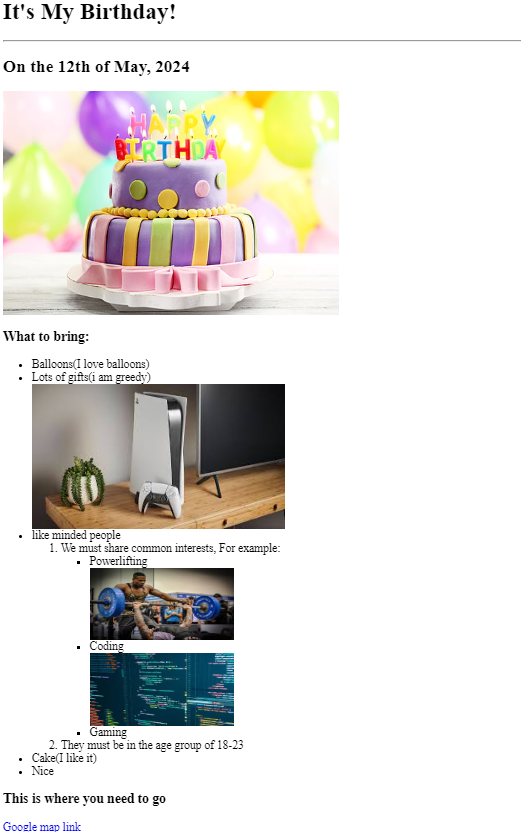 It's My Birthday!
On the 12th of May, 2024
HAPPY
BIRTHDAY
What to bring:
Balloons(I love balloons)
Lots of gifts(i am greedy)
like minded people
1. We must share common interests, For example:
Powerlifting
Coding
Gaming
2. They must be in the age group of 18-23
Cake(I like it)
Nice
This is where you need to go
Google map link